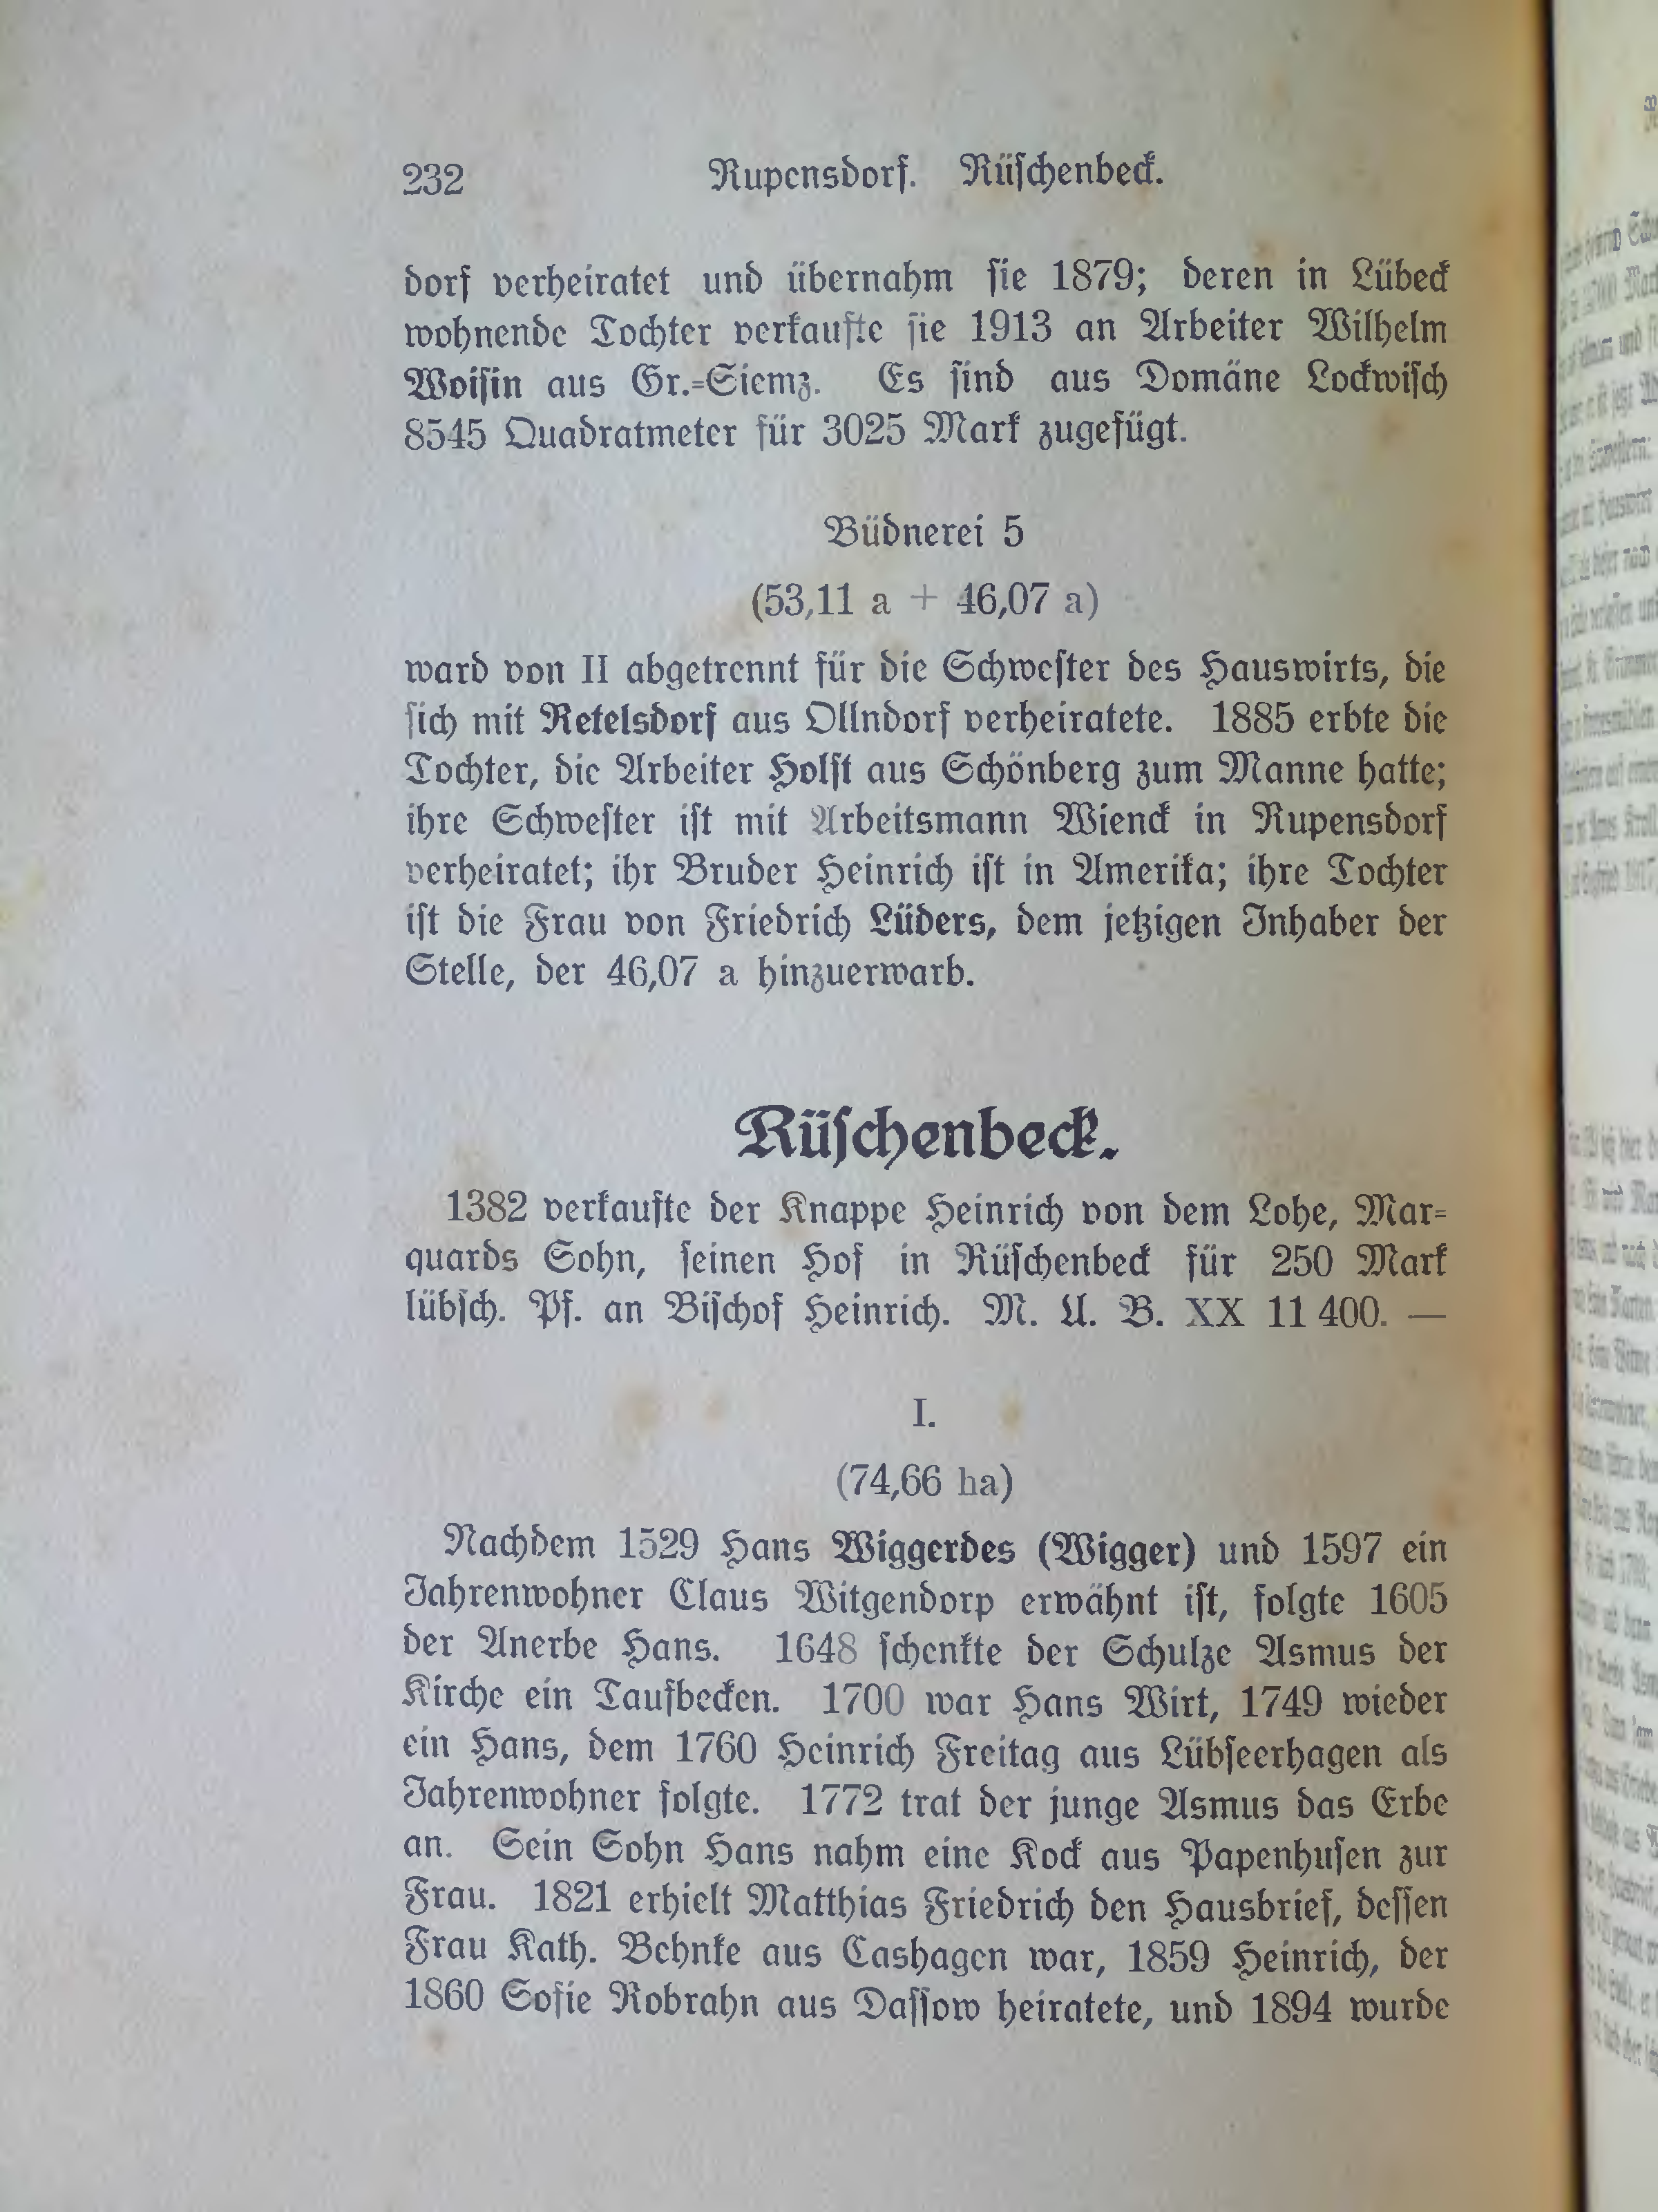 232 Rupensdorf. Rüschenbeck.
dorf verheiratet und übernahm sie 1879; deren in Lübeck
wohnende Tochter verkaufte sie 1913 an Arbeiter Wilhelm
Woisin aus Gr.-Siemz. Es sind aus Domäne Lockwisch
8545 Quadratmeter für 3025 Mark zugefügt.
Büdnerei 5
(53,11 a + 46,07 a)
ward von II abgetrennt für die Schwester des Hauswirts, die
sich mit Retelsdorf aus Ollndorf verheiratete. 1885 erbte die
Tochter, die Arbeiter Holst aus Schönberg zum Manne hatte;
ihre Schwester ist mit Arbeitsmann Wienck in Rupensdorf
verheiratet; ihr Bruder Heinrich ist in Amerika; ihre Tochter
ist die Frau von Friedrich Lüders, dem jetzigen Inhaber der
Stelle, der 46,07 a hinzuerwarb.
Rüschenbeck.
1382 verkaufte der Knappe Heinrich von dem Lohe, Mar-
quards Sohn, seinen Hof in Rüschenbeck für 250 Mark
lübsch. Pf. an Bischof Heinrich. M. U. B. XX 11 400. —
I.
(74,66 ha)
Nachdem 1529 Hans Wiggerdes (Wigger) und 1597 ein
Jahrenwohner Claus Witgendorp erwähnt ist, folgte 1605
der Anerbe Hans. 1648 schenkte der Schulze Asmus der
Kirche ein Taufbecken. 1700 war Hans Wirt, 1749 wieder
ein Hans, dem 1760 Heinrich Freitag aus Lübseerhagen als
Jahrenwohner folgte. 1772 trat der junge Asmus das Erbe
an. Sein Sohn Hans nahm eine Kock aus Papenhusen zur
Frau. 1821 erhielt Matthias Friedrich den Hausbrief, dessen
Frau Kath. Behnke aus Cashagen war, 1859 Heinrich, der
1860 Sofie Robrahn aus Dassow heiratete, und 1894 wurde